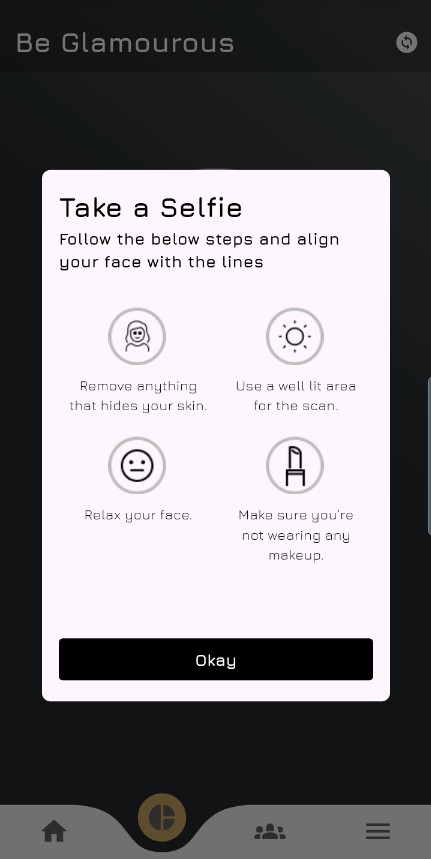 Be Glamourous
Take a Selfie
Follow the below steps and align
your face with the lines
Remove anything
that hides your skin.
Use a well lit area
for the scan.
Relax your face.
Make sure you're
not wearing any
makeup.
Okay